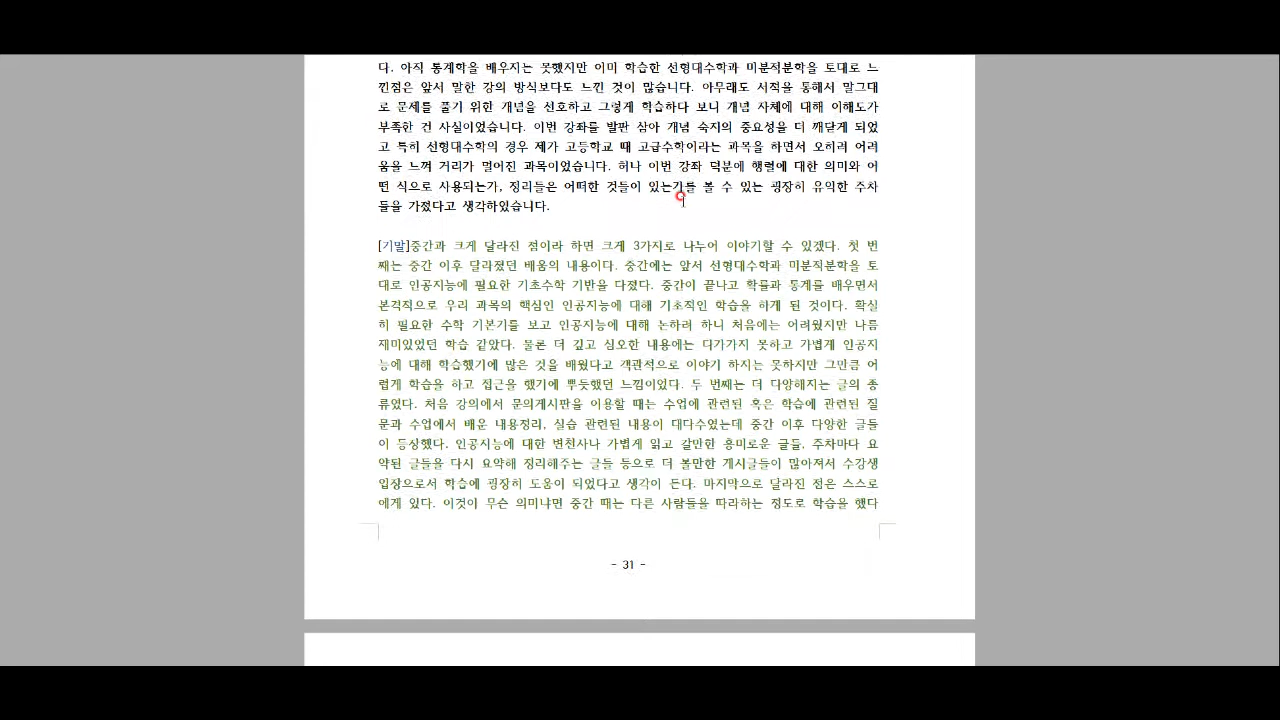 다. 아직 통계학을 배우지는 못했지만 이미 학습한 선형대수학과 미분적분학을 토대로 느
낀점은 앞서 말한 강의 방식보다도 느낀 것이 많습니다. 아무래도 서적을 통해서 말그대
로 문제를 풀기 위한 개념을 선호하고 그렇게 학습하다 보니 개념 자체에 대해 이해도가
부족한 건 사실이었습니다. 이번 강좌를 발판 삼아 개념 숙지의 중요성을 더 깨닫게 되었
고 특히 선형대수학의 경우 제가 고등학교 때 고급수학이라는 과목을 하면서 오히려 어려
움을 느껴 거리가 멀어진 과목이었습니다. 허나 이번 강좌 덕분에 행렬에 대한 의미와 어
떤 식으로 사용되는가, 정리들은 어떠한 것들이 있는가를 볼 수 있는 굉장히 유익한 주차
들을 가졌다고 생각하있습니다.
[기말]중간과 크게 달라진 점이라 하면 크게 3가지로 나누어 이야기할 수 있겠다. 첫 번
째는 중간 이후 달라졌던 배움의 내용이다. 중간에는 앞서 선형대수학과 미분적분학을 토
대로 인공지능에 필요한 기초수학 기반을 다졌다. 중간이 끝나고 확률과 통계를 배우면서
본격적으로 우리 과목의 핵심인 인공지능에 대해 기초적인 학습을 하게 된 것이다. 확실
히 필요한 수학 기본기를 보고 인공지능에 대해 논하려 하니 처음에는 어려웠지만 나름
재미있었던 학습 같았다. 물론 더 깊고 심오한 내용에는 다가가지 못하고 가볍게 인공지
능에 대해 학습했기에 많은 것을 배웠다고 객관적으로 이야기 하지는 못하지만 그만큼 어
렵게 학습을 하고 접근을 했기에 뿌듯했던 느낌이었다. 두 번째는 더 다양해지는 글의 종
류였다. 처음 강의에서 문의게시판을 이용할 때는 수업에 관련된 혹은 학습에 관련된 질
문과 수업에서 배운 내용정리, 실습 관련된 내용이 대다수였는데 중간 이후 다양한 글들
이 등장했다. 인공지능에 대한 변천사나 가볍게 읽고 갈만한 흥미로운 글들, 주차마다 요
약된 글들을 다시 요약해 정리해주는 글들 등으로 더 볼만한 게시글들이 많아져서 수강생
입장으로서 학습에 굉장히 도움이 되었다고 생각이 든다. 마지막으로 달라진 점은 스스로
에게 있다. 이것이 무슨 의미냐면 중간 때는 다른 사람들을 따라하는 정도로 학습을 했다
- 31 -